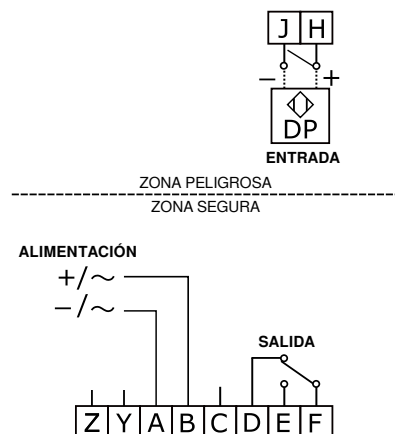 J H
− +
DP
ENTRADA
ZONA PELIGROSA
ZONA SEGURA
ALIMENTACIÓN
+/~
−/~
SALIDA
Z Y A B C D E F